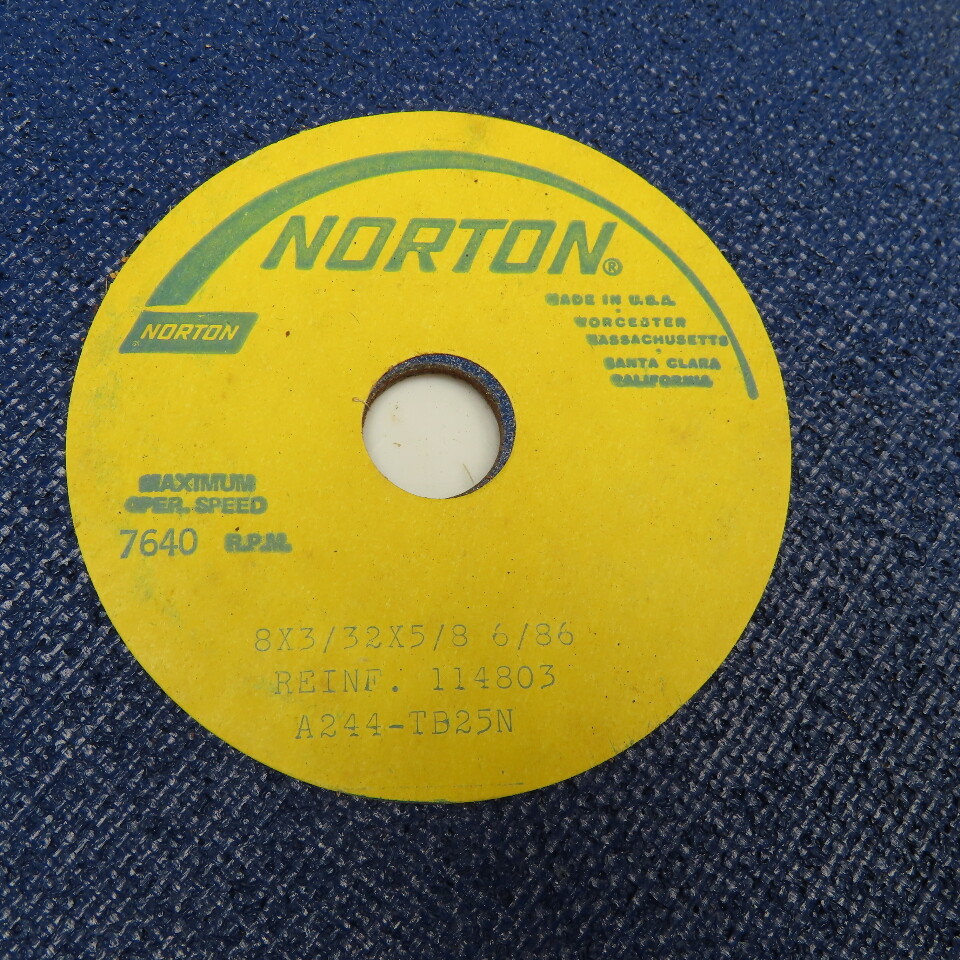 NORTON®
NORTON
MADE IN U.S.A.
WORCESTER
MASSACHUSETTS
SANTA CLARA
CALIFORNIA
MAXIMUM
OPER. SPEED
7640 R.P.M.
8X3/32X5/8 6/86
REINF. 114803
A244-TB25N